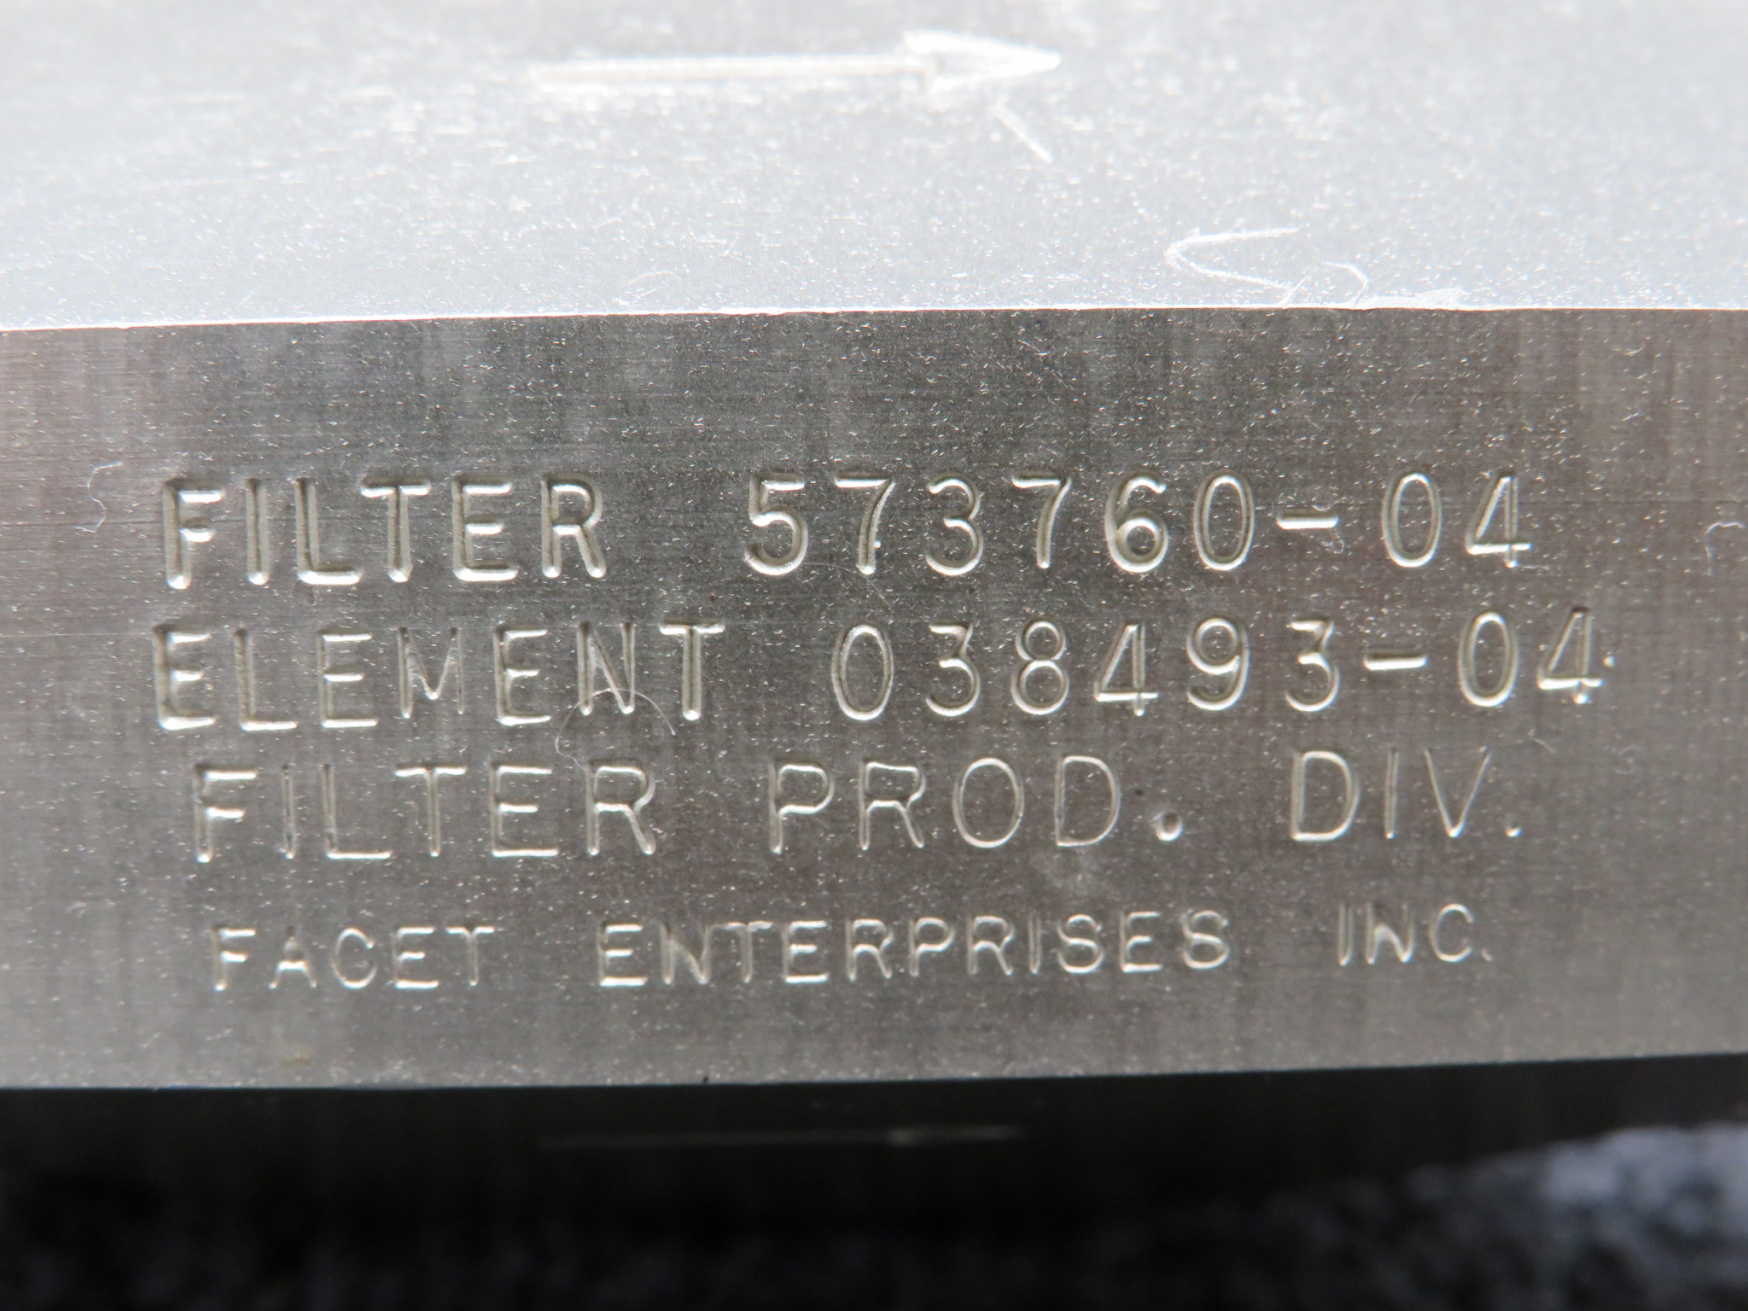 FILTER 573760-04
ELEMENT 038493-04
FILTER PROD. DIV.
FACET ENTERPRISES INC.